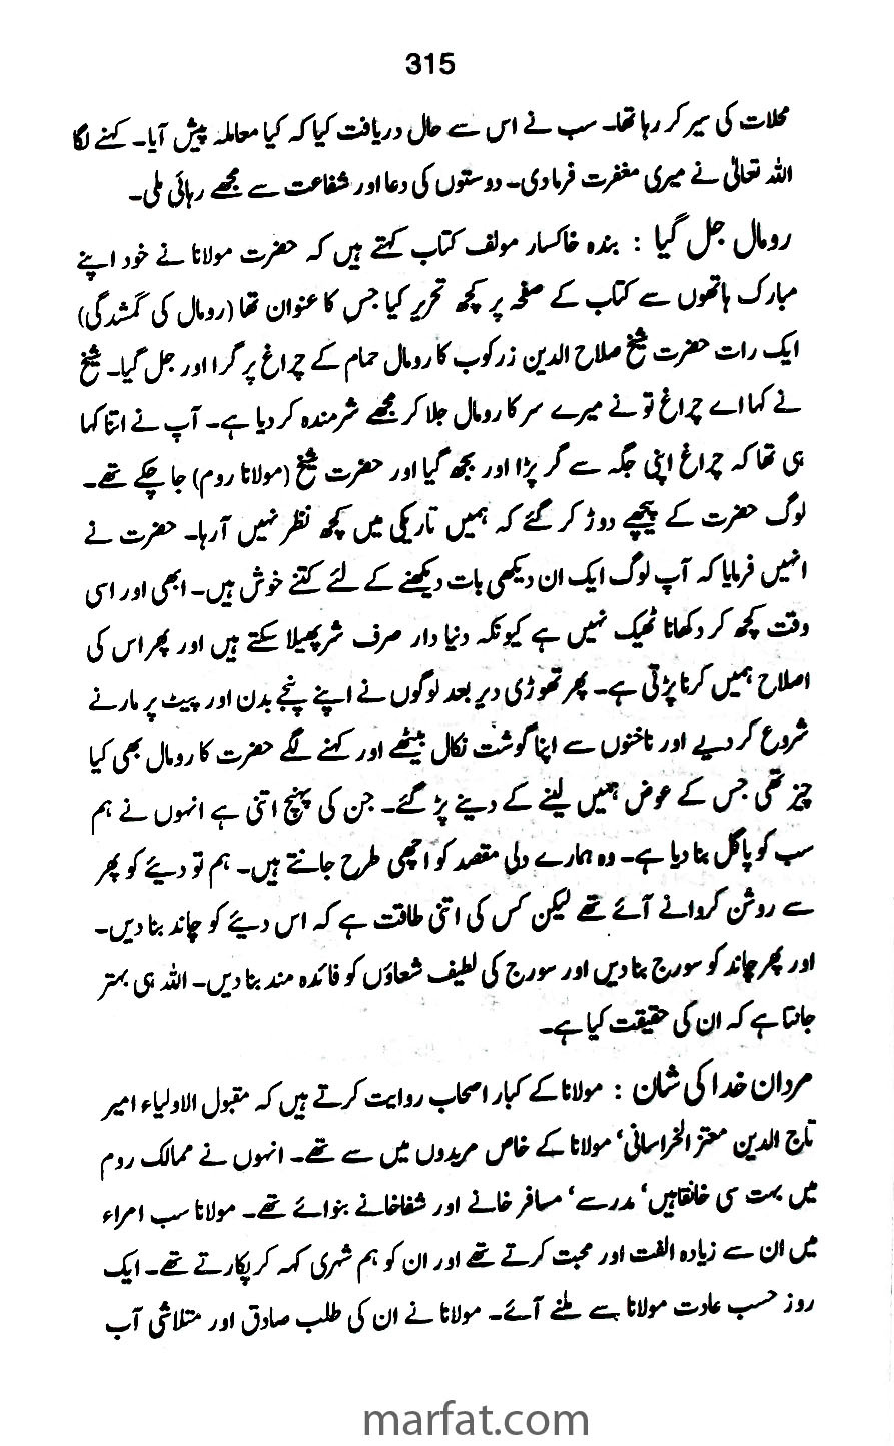 315
محلات کی سیر کر رہا تھا۔ سب نے اس سے حال دریافت کیا کہ کیا معاملہ پیش آیا۔ کہنے لگا
اللہ تعالیٰ نے میری مغفرت فرما دی۔ دوستوں کی دعا اور شفاعت سے مجھے رہائی ملی۔
رومال جل گیا : بندہ خاکسار مولف کتاب کہتے ہیں کہ حضرت مولانا نے خود اپنے
مبارک ہاتھوں سے کتاب کے صفحہ پر کچھ تحریر کیا جس کا عنوان تھا (رومال کی گمشدگی)
ایک رات حضرت شیخ صلاح الدین زرکوب کا رومال حمام کے چراغ پر گرا اور جل گیا۔ شیخ
نے کہا اے چراغ تو نے میرے سر کا رومال جلا کر مجھے شرمندہ کر دیا ہے۔ آپ نے اتنا کہا
ہی تھا کہ چراغ اپنی جگہ سے گر پڑا اور بجھ گیا اور حضرت شیخ (مولانا روم) جا چکے تھے۔
لوگ حضرت کے پیچھے دوڑ کر گئے کہ ہمیں تاریکی میں کچھ نظر نہیں آ رہا۔ حضرت نے
انہیں فرمایا کہ آپ لوگ ایک ان دیکھی بات دیکھنے کے لئے کتنے خوش ہیں۔ ابھی اور اسی
وقت کچھ کر دکھانا ٹھیک نہیں ہے کیونکہ دنیا دار صرف شر پھیلا سکتے ہیں اور پھر اس کی
اصلاح ہمیں کرنا پڑتی ہے۔ پھر تھوڑی دیر بعد لوگوں نے اپنے پنجے بدن اور پیٹ پر مارنے
شروع کر دیے اور ناخنوں سے اپنا گوشت نکال بیٹھے اور کہنے لگے حضرت کا رومال بھی کیا
چیز تھی جس کے عوض ہمیں لینے کے دینے پڑ گئے۔ جن کی پہنچ اتنی ہے انہوں نے ہم
سب کو پاگل بنا دیا ہے۔ وہ ہمارے دلی مقصد کو اچھی طرح جانتے ہیں۔ ہم تو دیئے کو پھر
سے روشن کروانے آئے تھے لیکن کس کی اتنی طاقت ہے کہ اس دیئے کو چاند بنا دیں۔
اور پھر چاند کو سورج بنا دیں اور سورج کی لطیف شعاؤں کو فائدہ مند بنا دیں۔ اللہ ہی بہتر
جانتا ہے کہ ان کی حقیقت کیا ہے۔
مردان خدا کی شان : مولانا کے کبار اصحاب روایت کرتے ہیں کہ مقبول الاولیاء امیر
تاج الدین معتز الخراسانی' مولانا کے خاص مریدوں میں سے تھے۔ انہوں نے ممالک روم
میں بہت سی خانقاہیں' مدرسے' مسافر خانے اور شفاخانے بنوائے تھے۔ مولانا سب امراء
میں ان سے زیادہ الفت اور محبت کرتے تھے اور ان کو ہم شہری کہہ کر پکارتے تھے۔ ایک
روز حسب عادت مولانا سے ملنے آئے۔ مولانا نے ان کی طلب صادق اور متلاشی آب
marfat.com